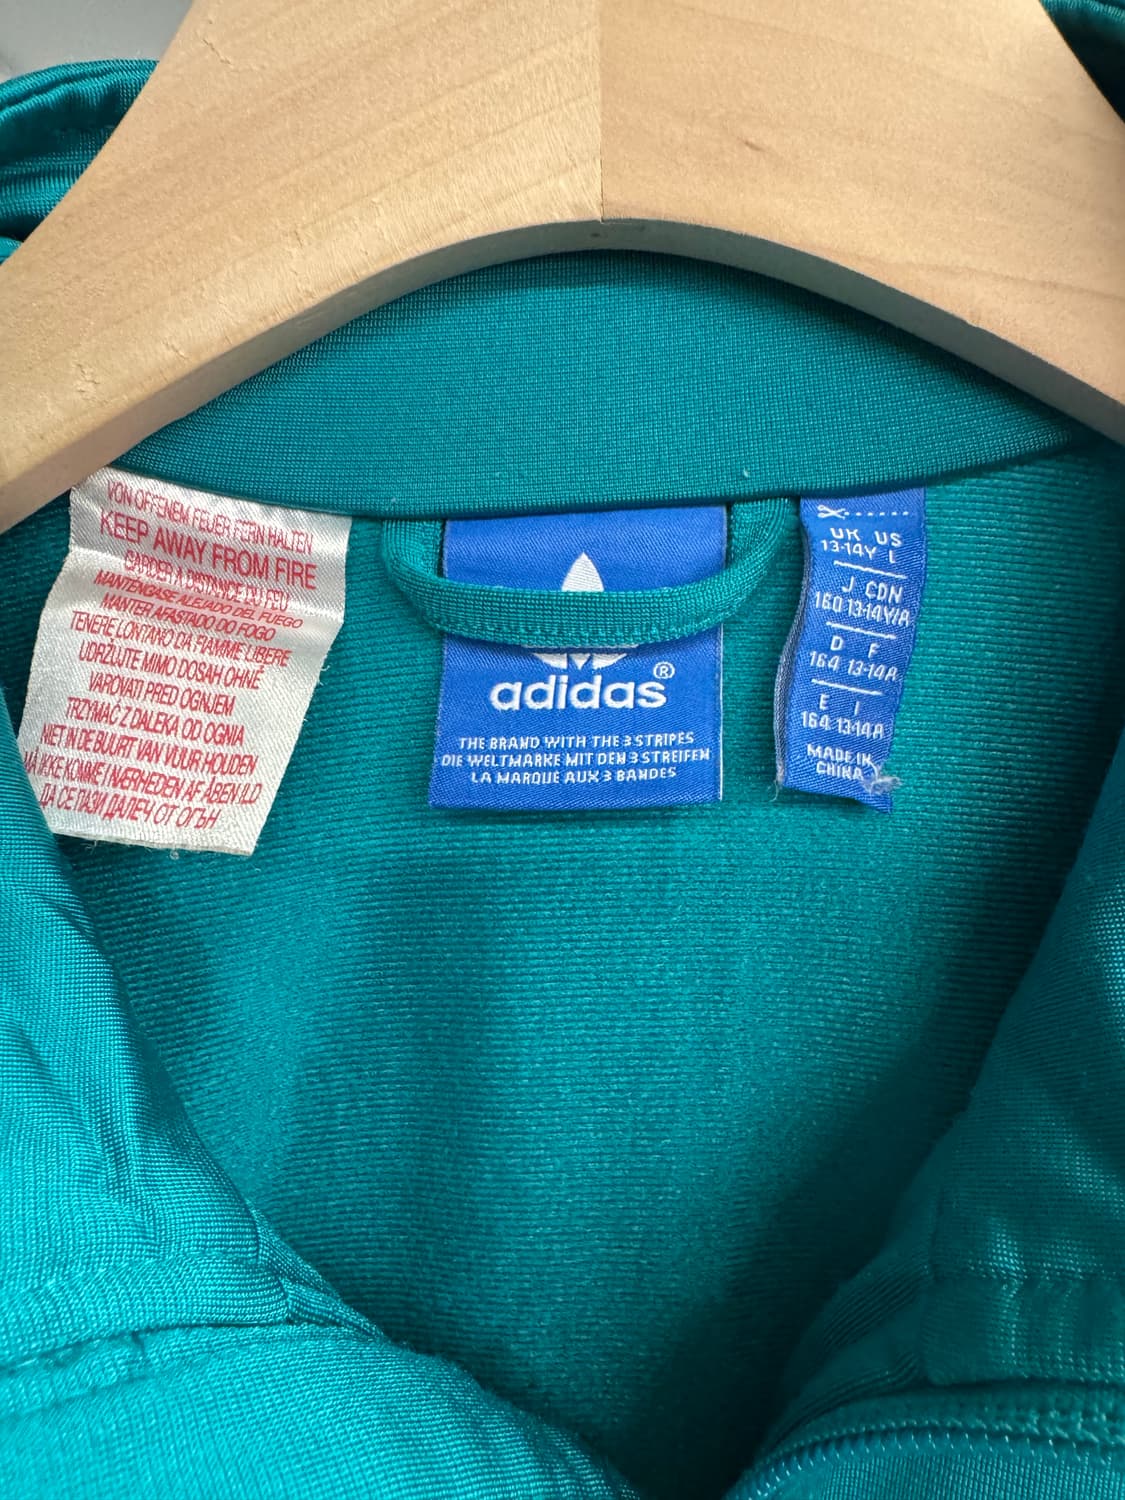 VON OFFENEM FEUER FERN HALTEN
KEEP AWAY FROM FIRE
GARDER A DISTANCE DU FEU
MANTENGASE ALEJADO DEL FUEGO
MANTER AFASTADO DO FOGO
TENERE LONTANO DA FIAMME LIBERE
UDRŽUJTE MIMO DOSAH OHNĚ
VAROVATI PRED OGNJEM
TRZYMAĆ Z DALEKA OD OGNIA
NIET IN DE BUURT VAN VUUR HOUDEN
MÅ IKKE KOMME I NÆRHEDEN AF ÅBEN ILD
ДА СЕ ПАЗИ ДАЛЕЧ ОТ ОГЪН
adidas®
THE BRAND WITH THE 3 STRIPES
DIE WELTMARKE MIT DEN 3 STREIFEN
LA MARQUE AUX 3 BANDES
UK US
13-14Y L
J CDN
160 13-14Y/A
D F
164 13-14A
E I
164 13-14A
MADE IN
CHINA